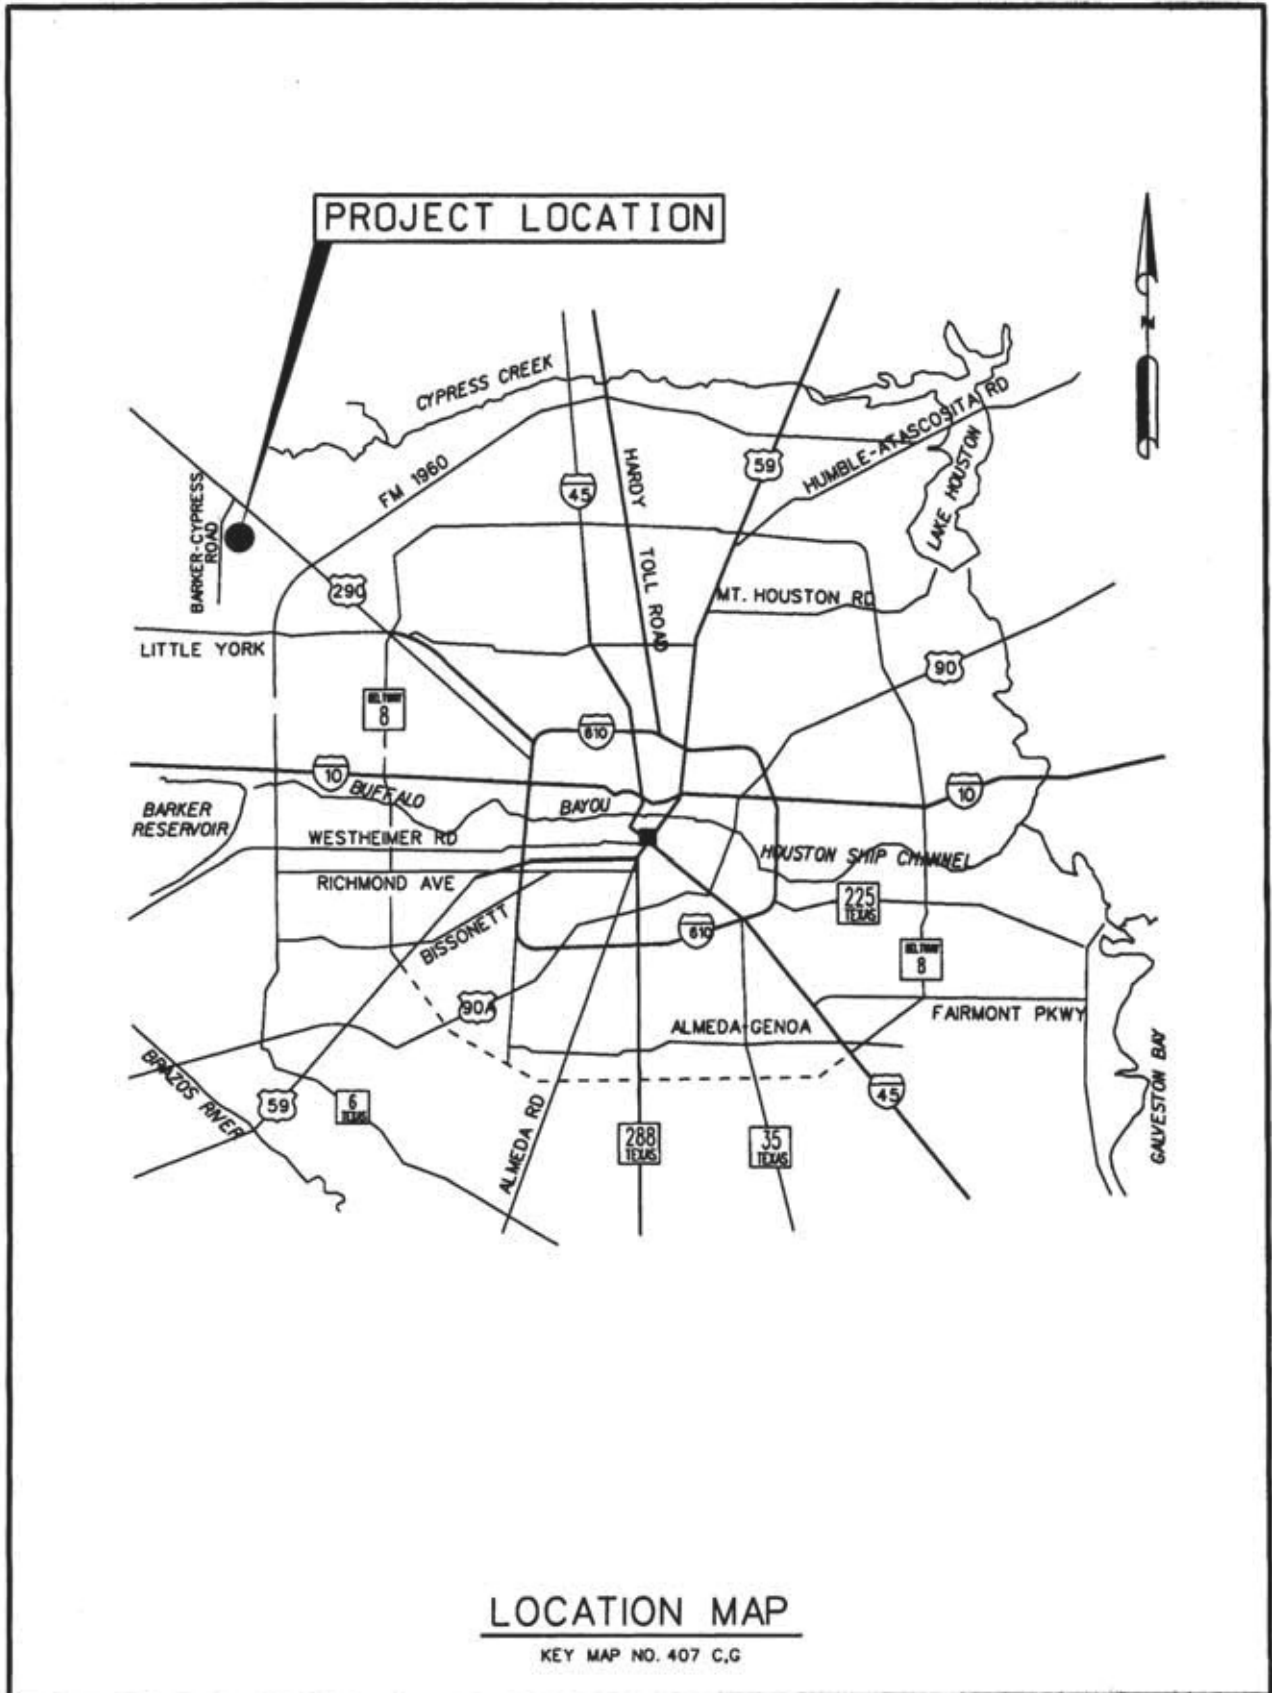 PROJECT LOCATION
N
CYPRESS CREEK
HUMBLE-ATASCOSITA RD
FM 1960
HARDY
TOLL ROAD
59
45
LAKE HOUSTON
BARKER-CYPRESS
ROAD
290
MT. HOUSTON RD
LITTLE YORK
90
BELTWAY
8
610
10
BUFFALO
BAYOU
10
BARKER
RESERVOIR
WESTHEIMER RD
HOUSTON SHIP CHANNEL
RICHMOND AVE
225
TEXAS
BISSONETT
610
BELTWAY
8
90A
FAIRMONT PKWY
ALMEDA-GENOA
BRAZOS RIVER
59
6
TEXAS
45
GALVESTON BAY
ALMEDA RD
288
TEXAS
35
TEXAS
LOCATION MAP
KEY MAP NO. 407 C,G